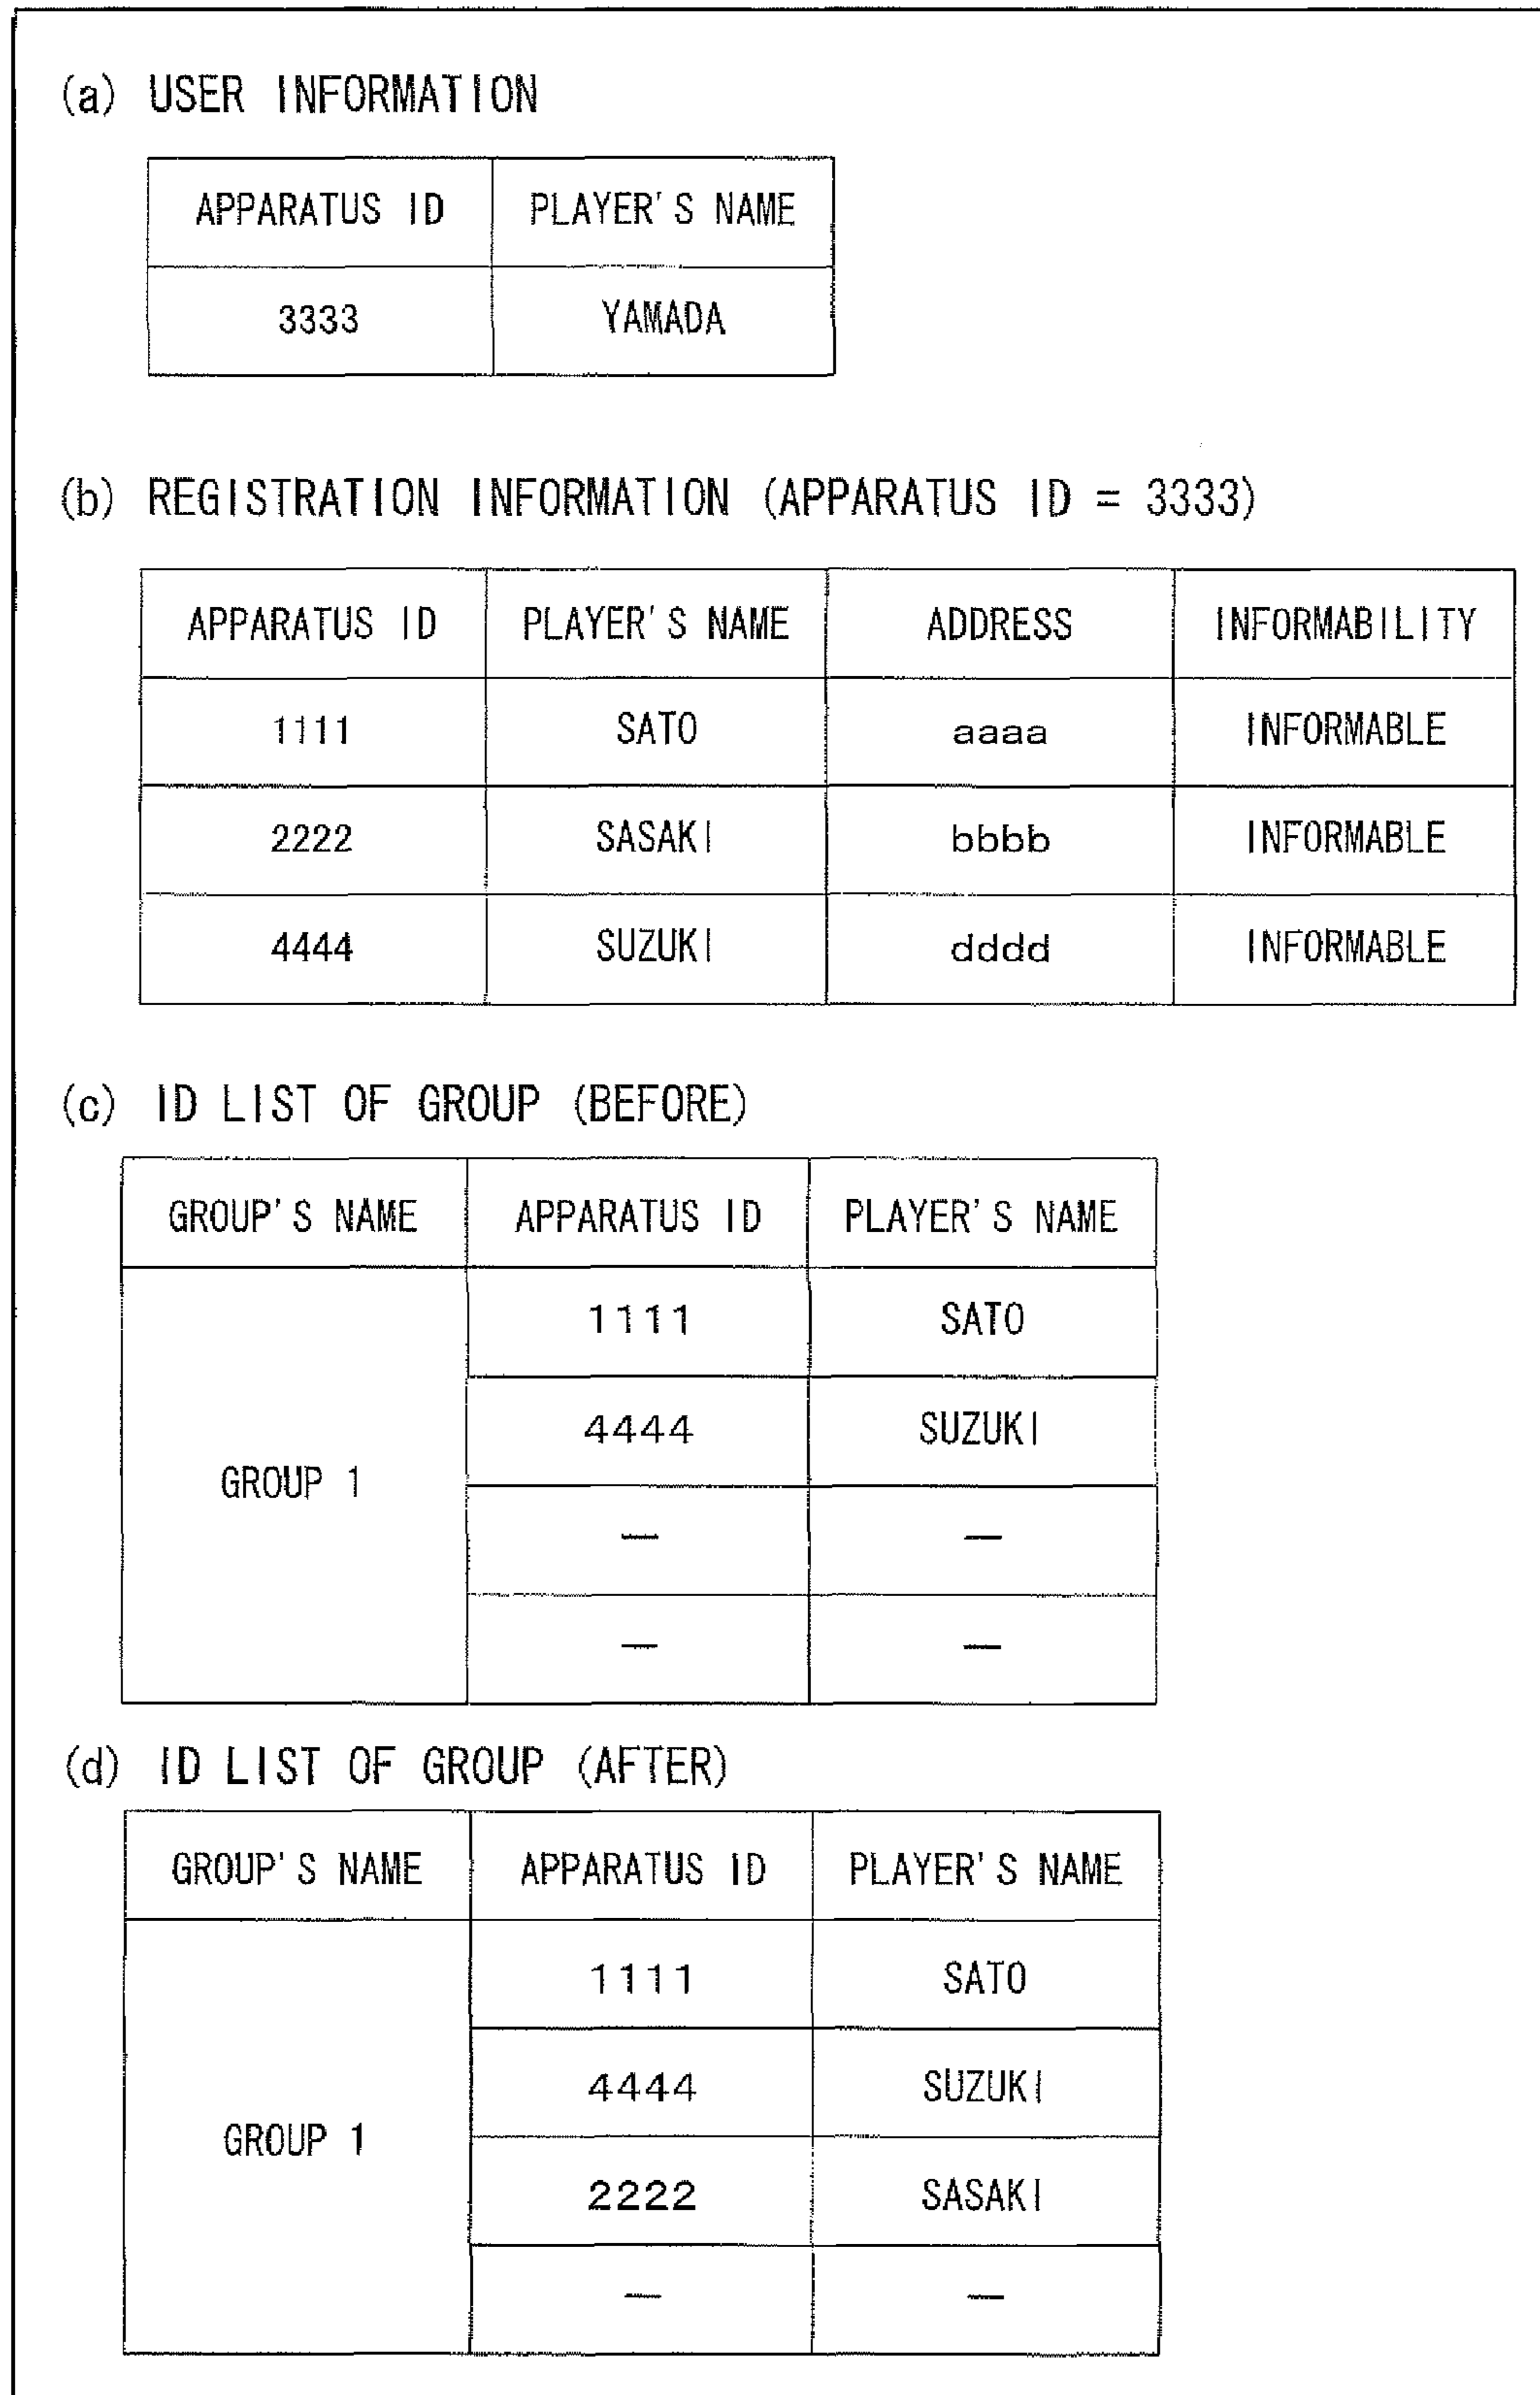 (a) USER INFORMATION
APPARATUS ID PLAYER'S NAME
3333 YAMADA
(b) REGISTRATION INFORMATION (APPARATUS ID = 3333)
APPARATUS ID PLAYER'S NAME ADDRESS INFORMABILITY
1111 SATO aaaa INFORMABLE
2222 SASAKI bbbb INFORMABLE
4444 SUZUKI dddd INFORMABLE
(c) ID LIST OF GROUP (BEFORE)
GROUP'S NAME APPARATUS ID PLAYER'S NAME
1111 SATO
4444 SUZUKI
GROUP 1
— —
— —
(d) ID LIST OF GROUP (AFTER)
GROUP'S NAME APPARATUS ID PLAYER'S NAME
1111 SATO
4444 SUZUKI
GROUP 1
2222 SASAKI
— —